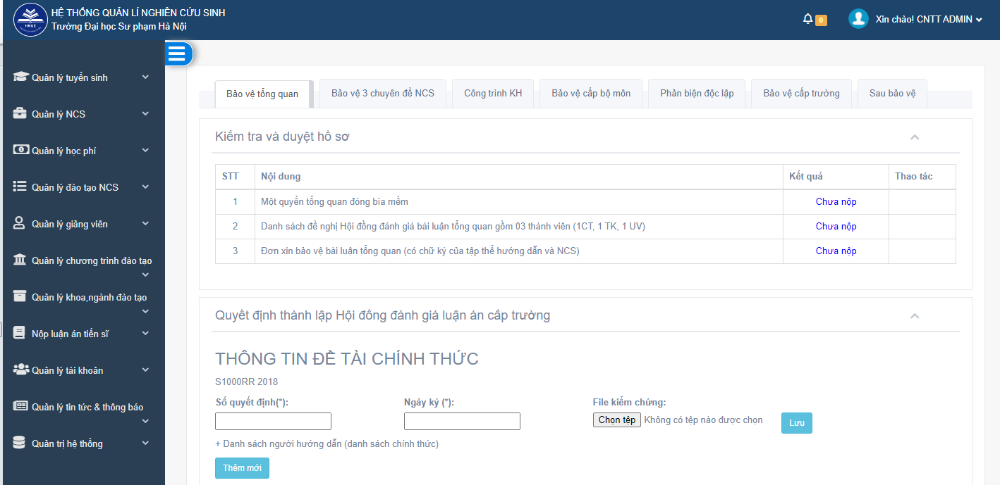 HỆ THỐNG QUẢN LÍ NGHIÊN CỨU SINH
Trường Đại học Sư phạm Hà Nội
HNUE
0
Xin chào! CNTT ADMIN
Quản lý tuyển sinh
Quản lý NCS
Quản lý học phí
Quản lý đào tạo NCS
Quản lý giảng viên
Quản lý chương trình đào tạo
Quản lý khoa,ngành đào tạo
Nộp luận án tiến sĩ
Quản lý tài khoản
Quản lý tin tức & thông báo
Quản trị hệ thống
Bảo vệ tổng quan
Bảo vệ 3 chuyên đề NCS
Công trình KH
Bảo vệ cấp bộ môn
Phản biện độc lập
Bảo vệ cấp trường
Sau bảo vệ
Kiểm tra và duyệt hồ sơ
STT Nội dung Kết quả Thao tác
1 Một quyển tổng quan đóng bìa mềm Chưa nộp
2 Danh sách đề nghị Hội đồng đánh giá bài luận tổng quan gồm 03 thành viên (1CT, 1 TK, 1 UV) Chưa nộp
3 Đơn xin bảo vệ bài luận tổng quan (có chữ ký của tập thể hướng dẫn và NCS) Chưa nộp
Quyết định thành lập Hội đồng đánh giá luận án cấp trường
THÔNG TIN ĐỀ TÀI CHÍNH THỨC
S1000RR 2018
Số quyết định(*): Ngày ký (*): File kiểm chứng:
Chọn tệp Không có tệp nào được chọn Lưu
+ Danh sách người hướng dẫn (danh sách chính thức)
Thêm mới